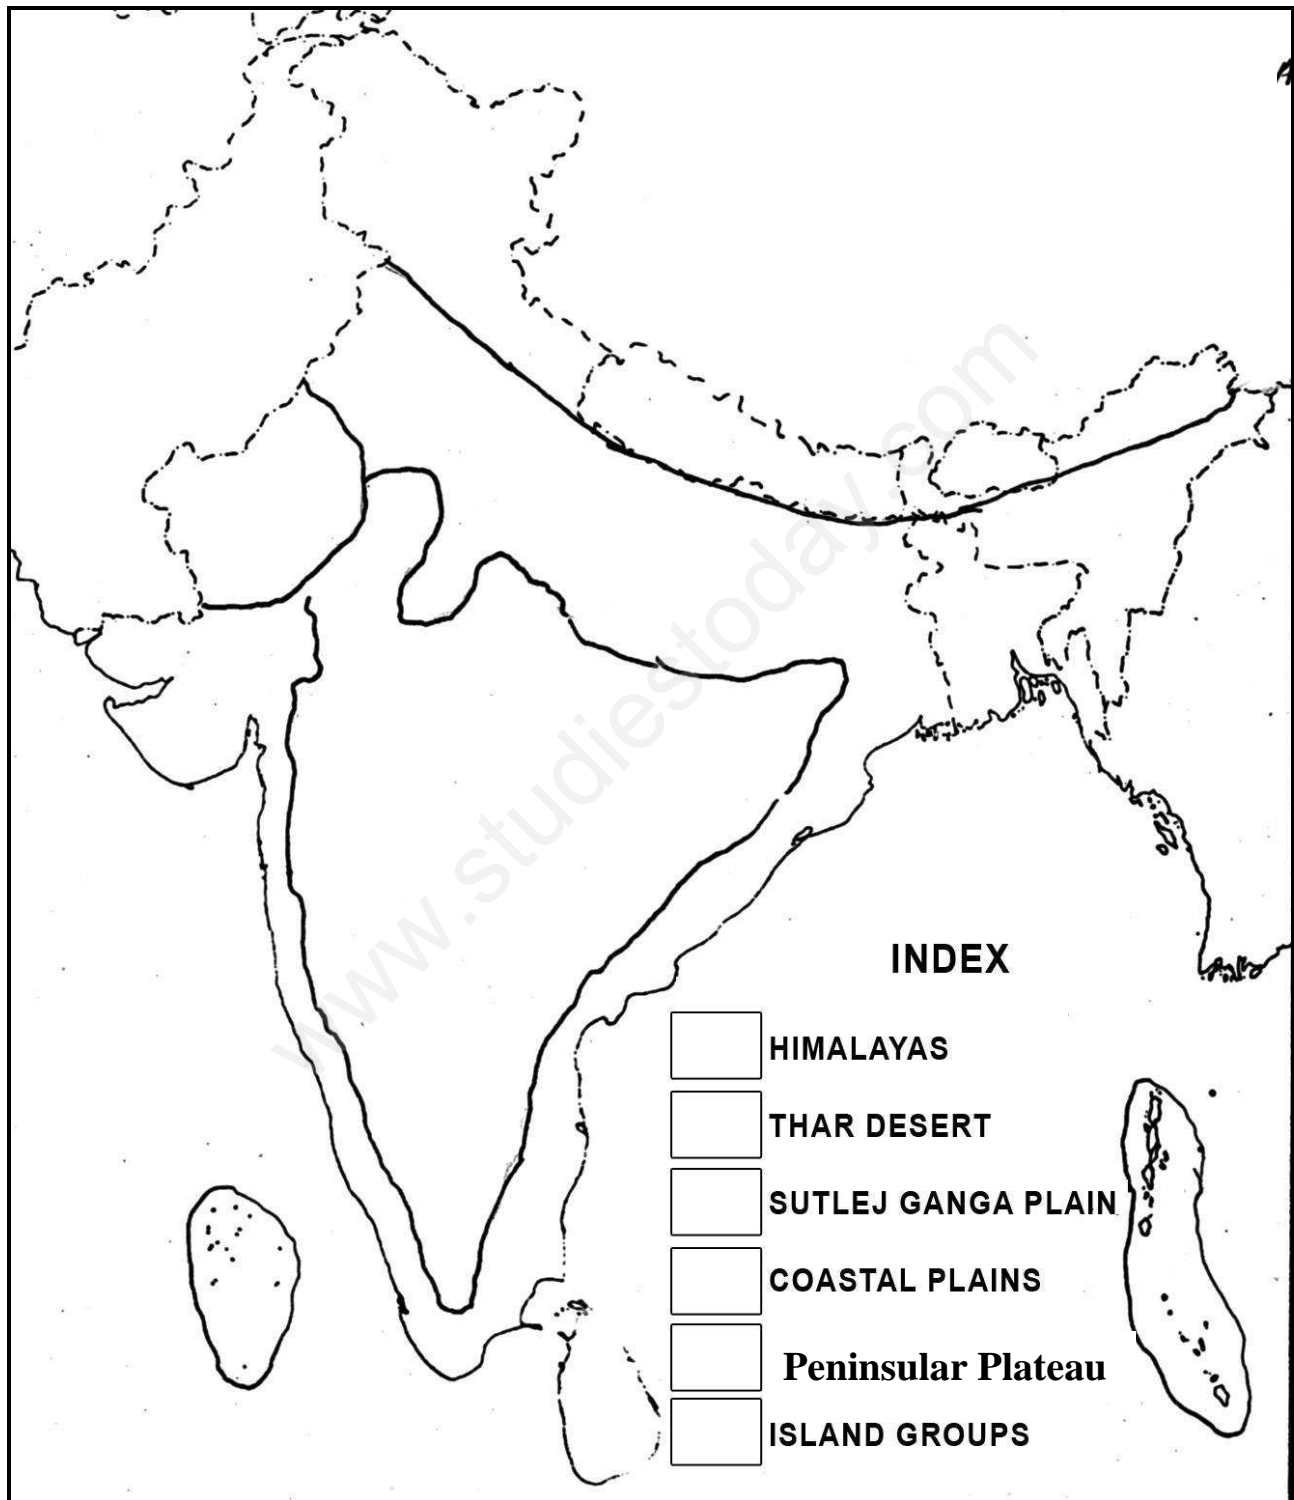 www.studiestoday.com
INDEX
HIMALAYAS
THAR DESERT
SUTLEJ GANGA PLAIN
COASTAL PLAINS
Peninsular Plateau
ISLAND GROUPS